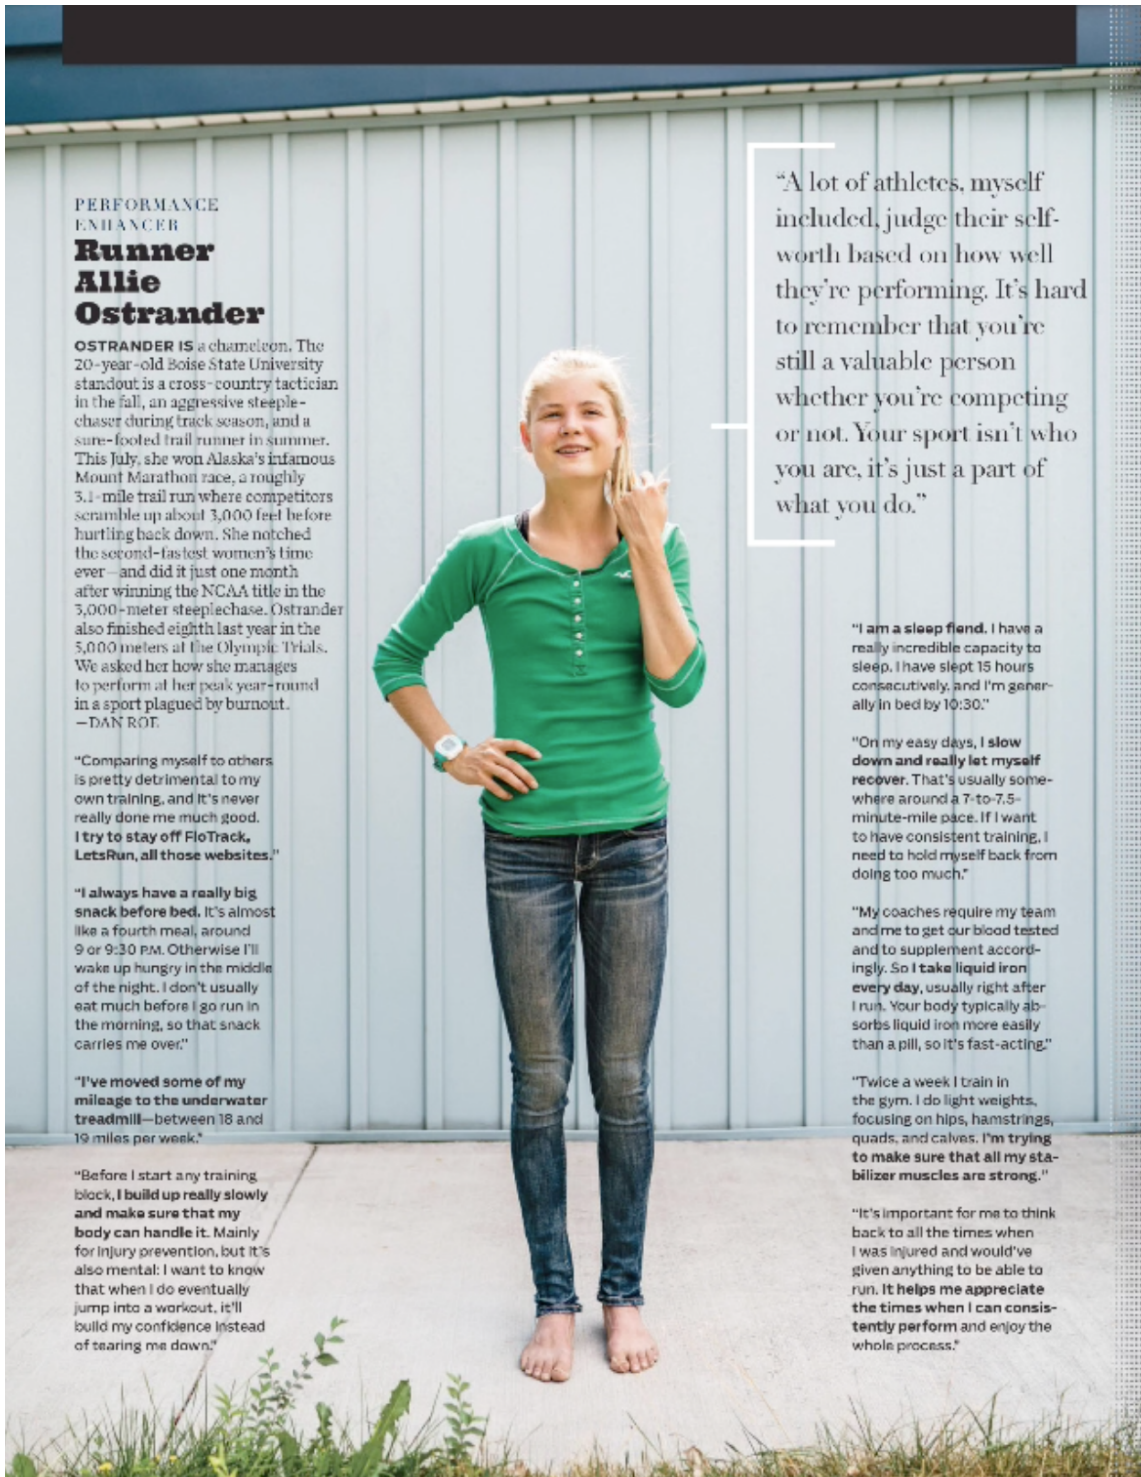 PERFORMANCE
ENHANCER
Runner
Allie
Ostrander
OSTRANDER IS a chameleon. The
20-year-old Boise State University
standout is a cross-country tactician
in the fall, an aggressive steeple-
chaser during track season, and a
sure-footed trail runner in summer.
This July, she won Alaska's infamous
Mount Marathon race, a roughly
3.1-mile trail run where competitors
scramble up about 3,000 feet before
hurtling back down. She notched
the second-fastest women's time
ever—and did it just one month
after winning the NCAA title in the
3,000-meter steeplechase. Ostrander
also finished eighth last year in the
5,000 meters at the Olympic Trials.
We asked her how she manages
to perform at her peak year-round
in a sport plagued by burnout.
—DAN ROE
"Comparing myself to others
is pretty detrimental to my
own training, and it's never
really done me much good.
I try to stay off FloTrack,
LetsRun, all those websites."
"I always have a really big
snack before bed. It's almost
like a fourth meal, around
9 or 9:30 P.M. Otherwise I'll
wake up hungry in the middle
of the night. I don't usually
eat much before I go run in
the morning, so that snack
carries me over."
"I've moved some of my
mileage to the underwater
treadmill—between 18 and
19 miles per week."
"Before I start any training
block, I build up really slowly
and make sure that my
body can handle it. Mainly
for injury prevention, but it's
also mental: I want to know
that when I do eventually
jump into a workout, it'll
build my confidence instead
of tearing me down."
"A lot of athletes, myself
included, judge their self-
worth based on how well
they're performing. It's hard
to remember that you're
still a valuable person
whether you're competing
or not. Your sport isn't who
you are, it's just a part of
what you do."
"I am a sleep fiend. I have a
really incredible capacity to
sleep. I have slept 15 hours
consecutively, and I'm gener-
ally in bed by 10:30."
"On my easy days, I slow
down and really let myself
recover. That's usually some-
where around a 7-to-7.5-
minute-mile pace. If I want
to have consistent training, I
need to hold myself back from
doing too much."
"My coaches require my team
and me to get our blood tested
and to supplement accord-
ingly. So I take liquid iron
every day, usually right after
I run. Your body typically ab-
sorbs liquid iron more easily
than a pill, so it's fast-acting."
"Twice a week I train in
the gym. I do light weights,
focusing on hips, hamstrings,
quads, and calves. I'm trying
to make sure that all my sta-
bilizer muscles are strong."
"It's important for me to think
back to all the times when
I was injured and would've
given anything to be able to
run. It helps me appreciate
the times when I can consis-
tently perform and enjoy the
whole process."